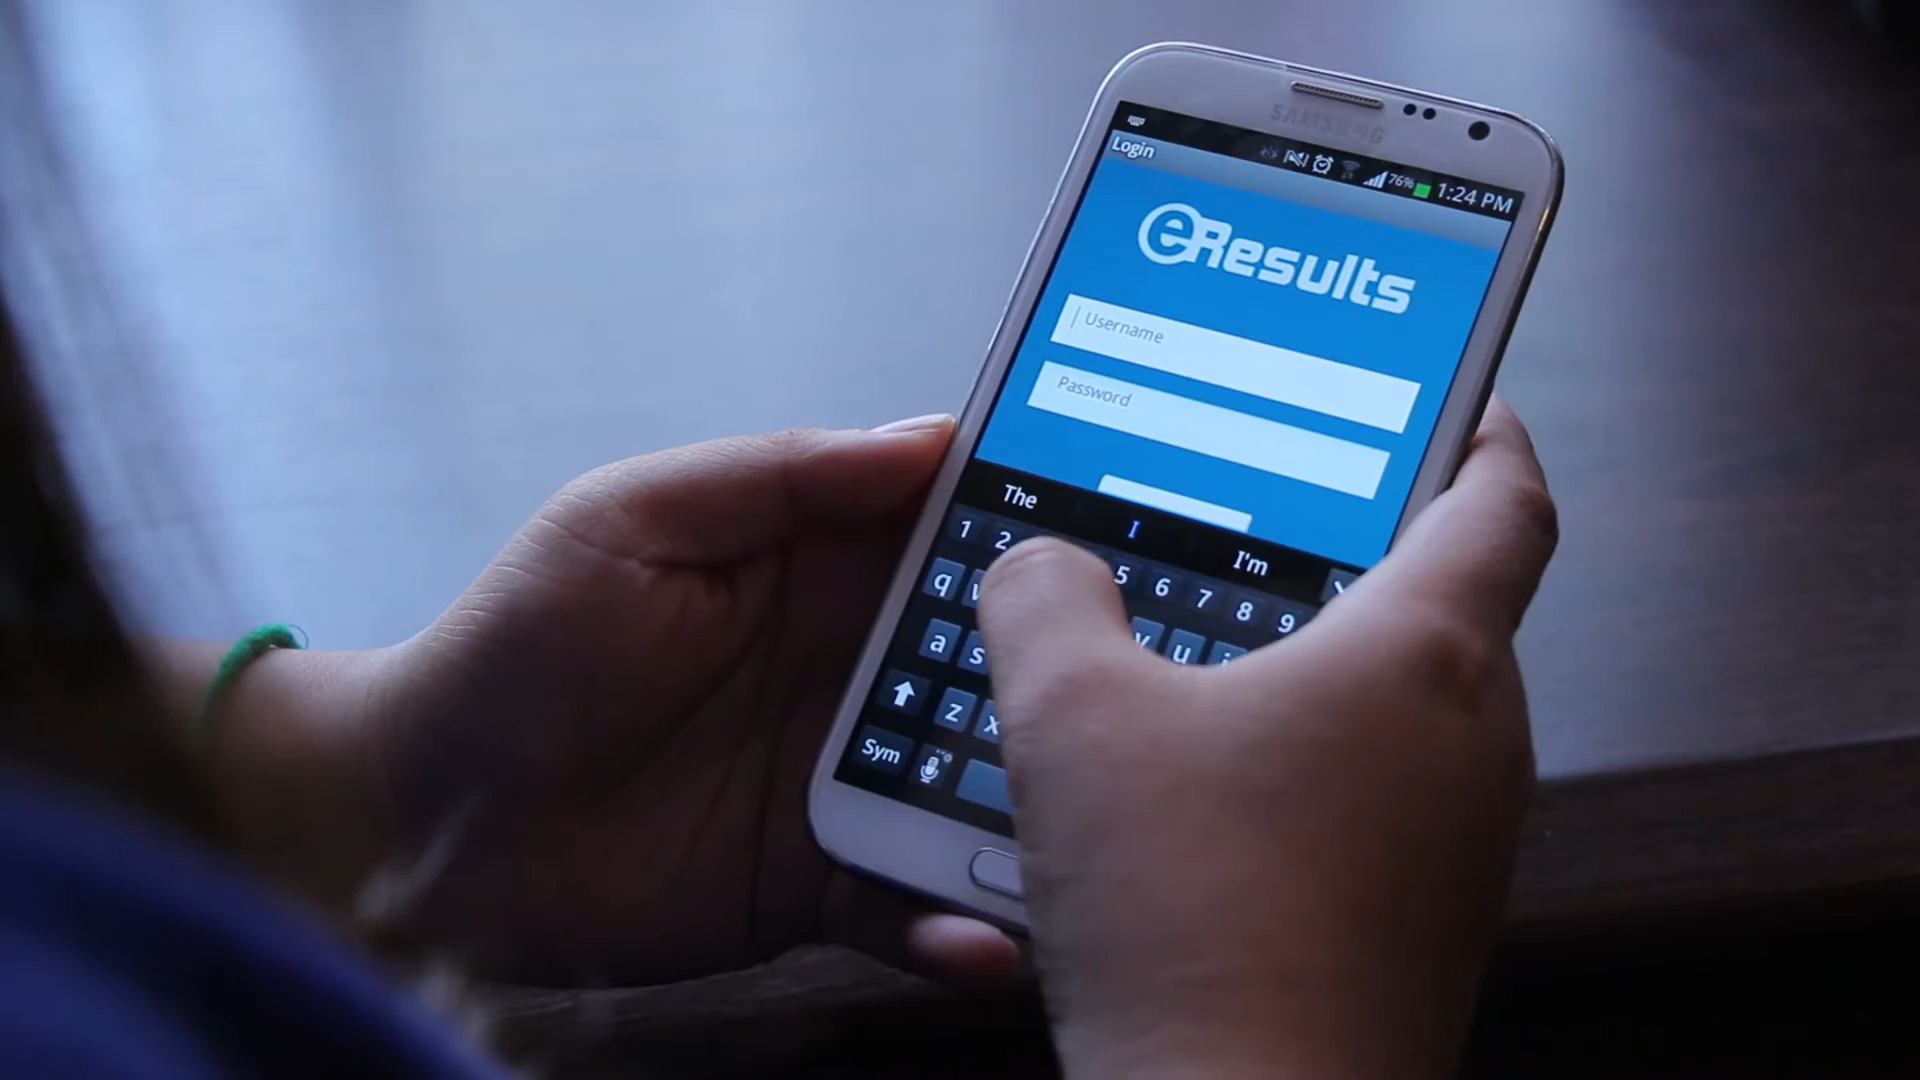 SAMSUNG
76% 1:24 PM
Login
eResults
Username
Password
The I I'm
1 2 5 6 7 8 9
q
y u
a s
z x
Sym